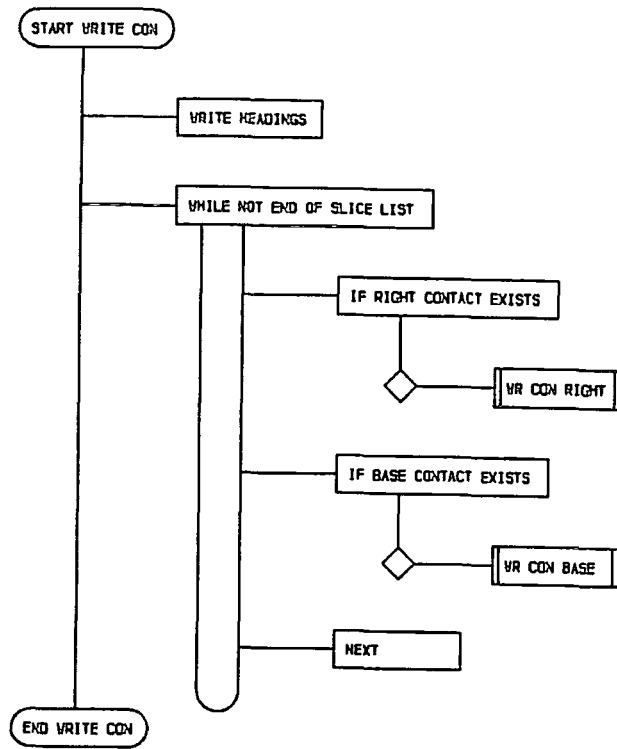 START WRITE CON
WRITE HEADINGS
WHILE NOT END OF SLICE LIST
IF RIGHT CONTACT EXISTS
WR CON RIGHT
IF BASE CONTACT EXISTS
WR CON BASE
NEXT
END WRITE CON